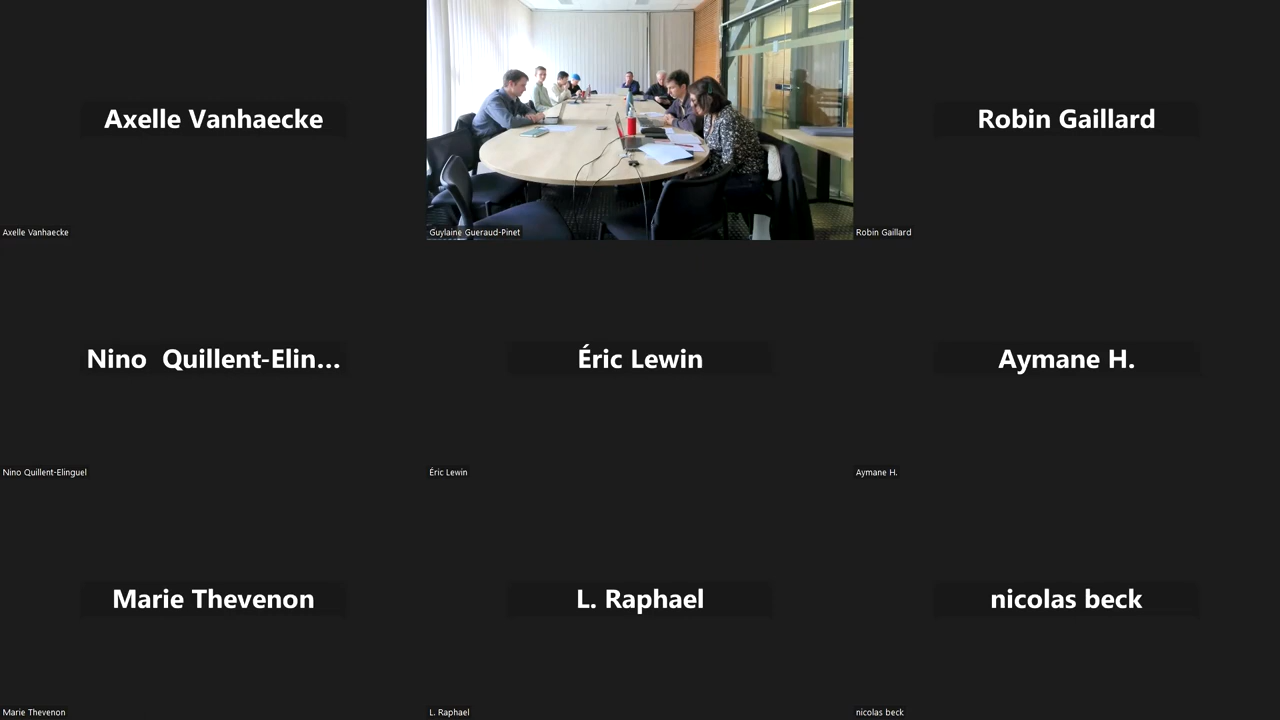 Axelle Vanhaecke
Robin Gaillard
Axelle Vanhaecke
Guylaine Gueraud-Pinet
Robin Gaillard
Nino Quillent-Elin...
Éric Lewin
Aymane H.
Nino Quillent-Elinguel
Éric Lewin
Aymane H.
Marie Thevenon
L. Raphael
nicolas beck
Marie Thevenon
L. Raphael
nicolas beck